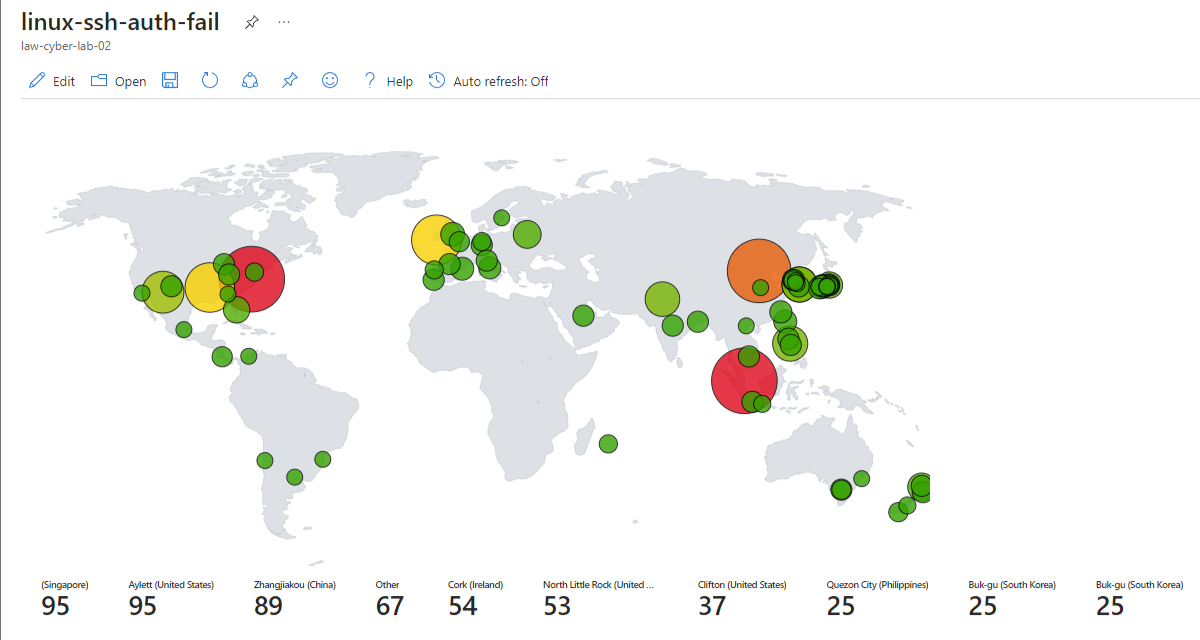 linux-ssh-auth-fail
law-cyber-lab-02
Edit Open ? Help Auto refresh: Off
(Singapore) Aylett (United States) Zhangjiakou (China) Other Cork (Ireland) North Little Rock (United ... Clifton (United States) Quezon City (Philippines) Buk-gu (South Korea) Buk-gu (South Korea)
95 95 89 67 54 53 37 25 25 25